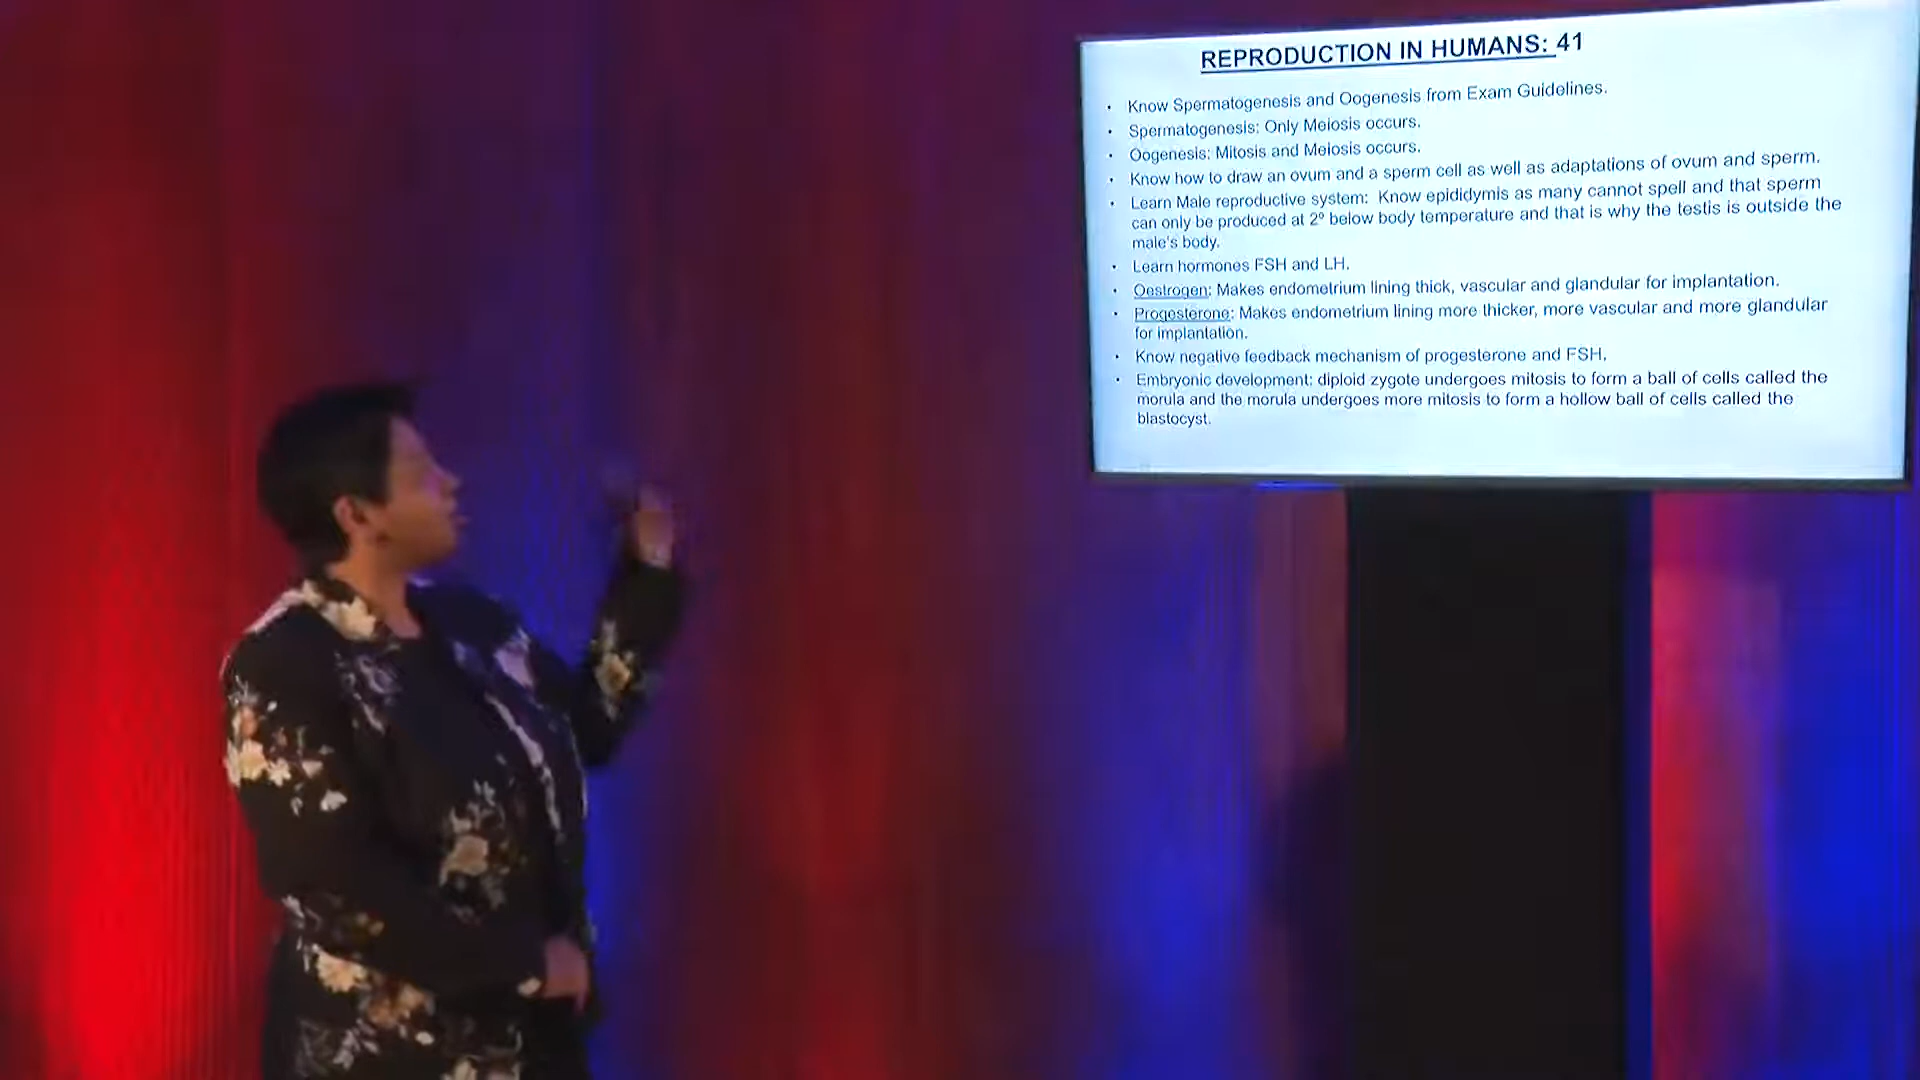 REPRODUCTION IN HUMANS: 41
• Know Spermatogenesis and Oogenesis from Exam Guidelines.
• Spermatogenesis: Only Meiosis occurs.
• Oogenesis: Mitosis and Meiosis occurs.
• Know how to draw an ovum and a sperm cell as well as adaptations of ovum and sperm.
• Learn Male reproductive system: Know epididymis as many cannot spell and that sperm
can only be produced at 2º below body temperature and that is why the testis is outside the
male's body.
• Learn hormones FSH and LH.
• Oestrogen: Makes endometrium lining thick, vascular and glandular for implantation.
• Progesterone: Makes endometrium lining more thicker, more vascular and more glandular
for implantation.
• Know negative feedback mechanism of progesterone and FSH.
• Embryonic development: diploid zygote undergoes mitosis to form a ball of cells called the
morula and the morula undergoes more mitosis to form a hollow ball of cells called the
blastocyst.